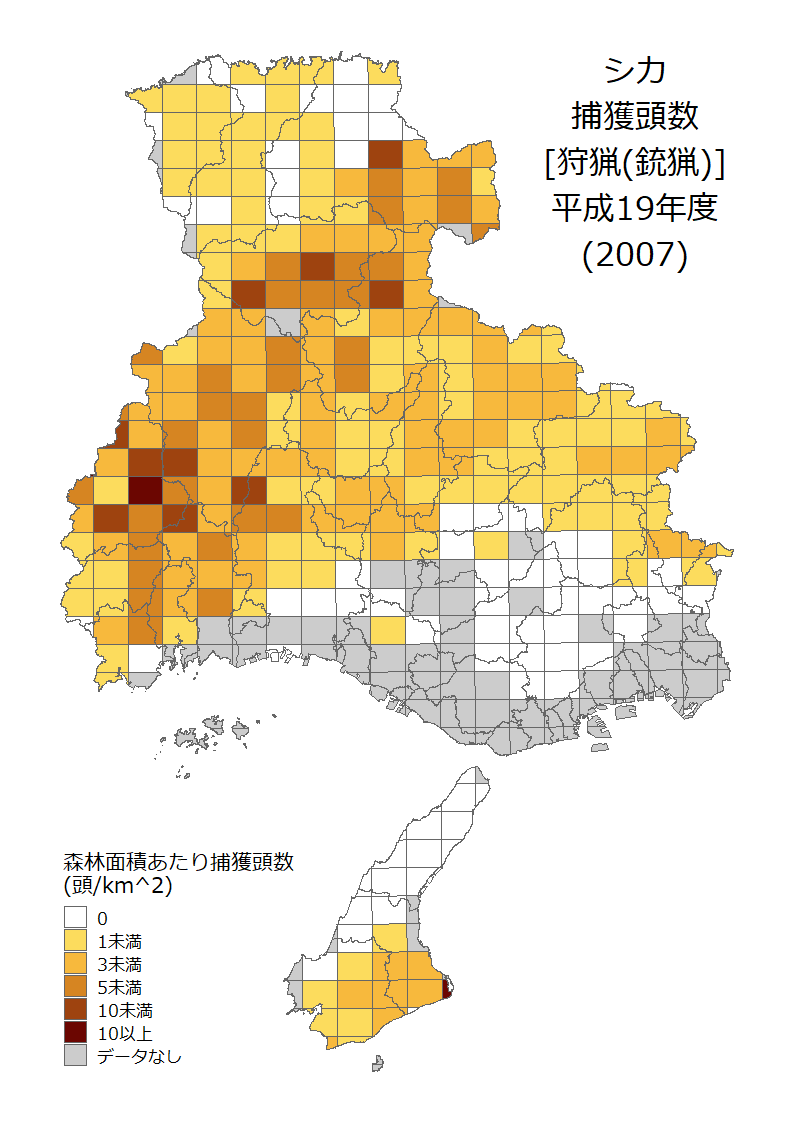 シカ
捕獲頭数
[狩猟(銃猟)]
平成19年度
(2007)
森林面積あたり捕獲頭数
(頭/km^2)
0
1未満
3未満
5未満
10未満
10以上
データなし